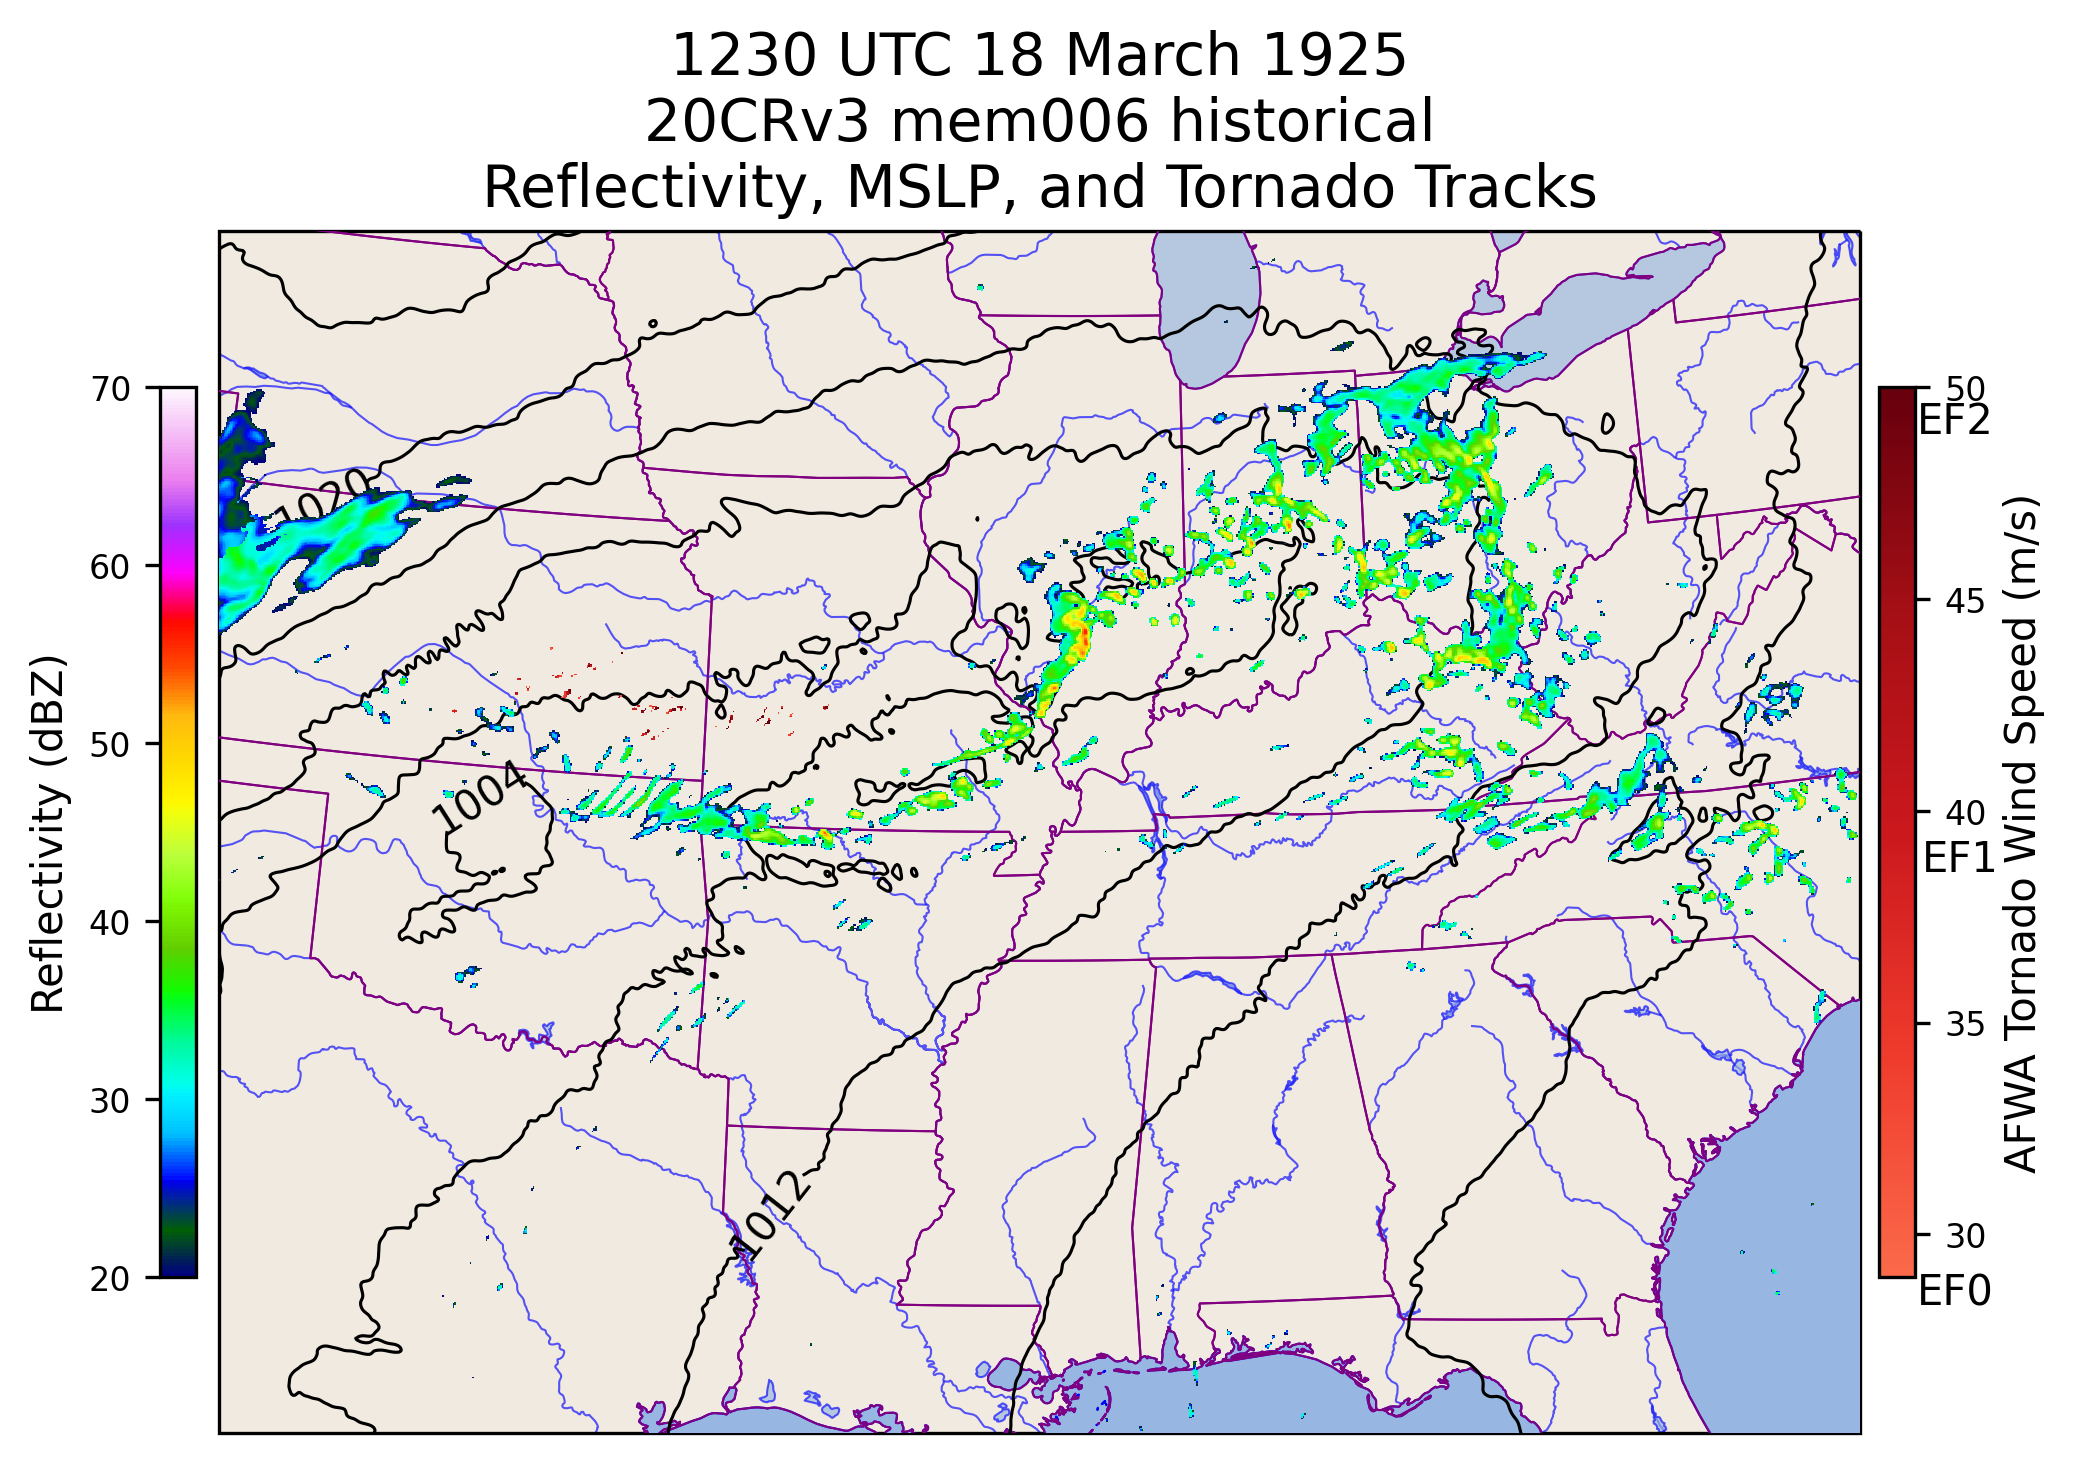 1230 UTC 18 March 1925
20CRv3 mem006 historical
Reflectivity, MSLP, and Tornado Tracks
Reflectivity (dBZ)
70
60
50
40
30
20
1020
1004
1012
50
EF2
45
40
EF1
35
30
EF0
AFWA Tornado Wind Speed (m/s)